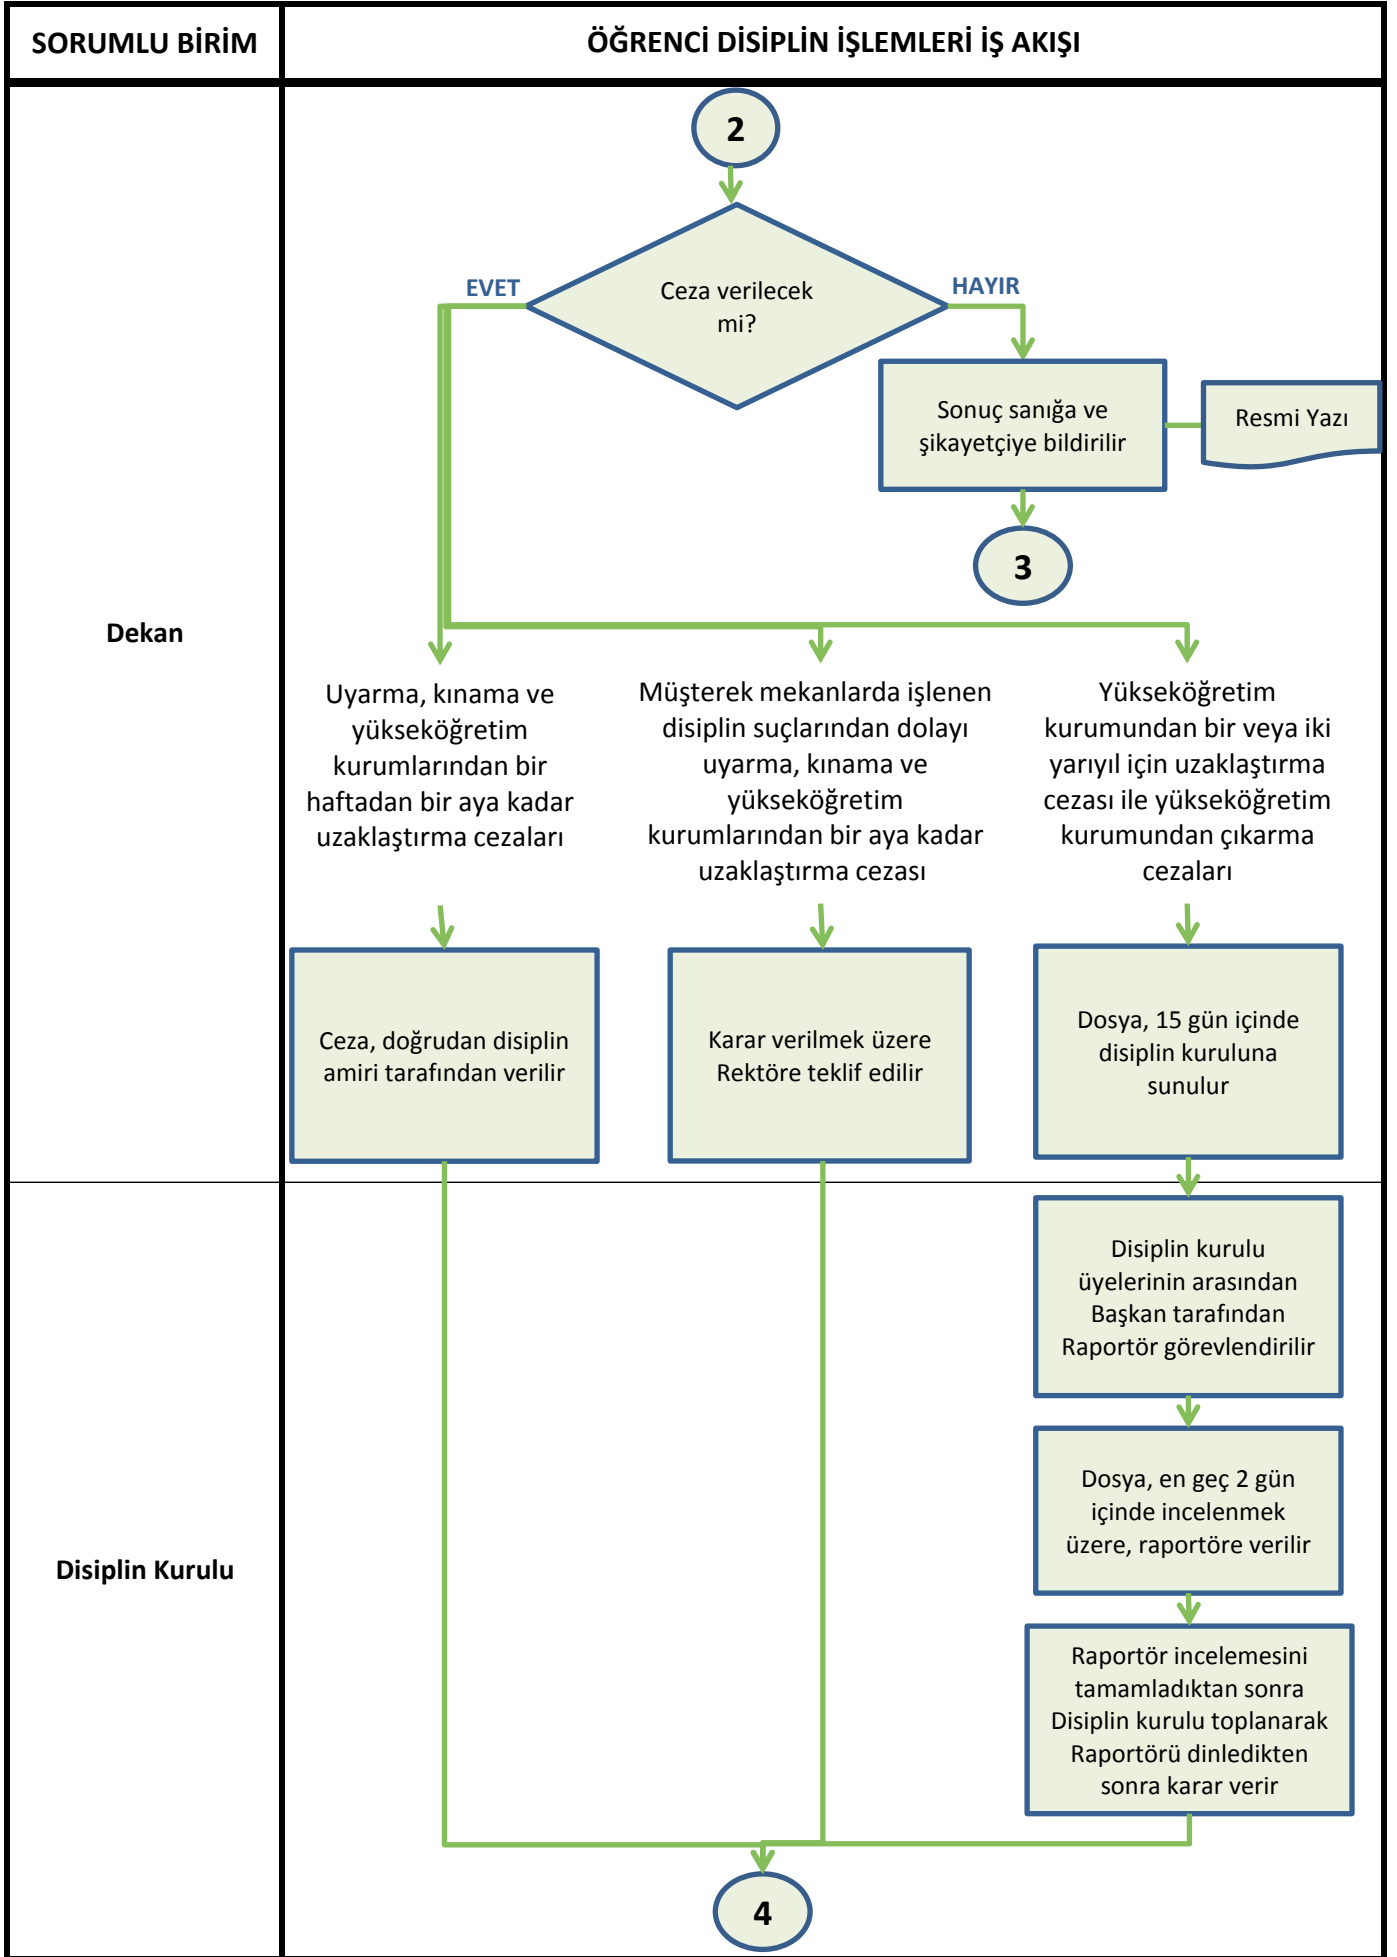 SORUMLU BİRİM
ÖĞRENCİ DİSİPLİN İŞLEMLERİ İŞ AKIŞI
2
Ceza verilecek
mi?
EVET
HAYIR
Sonuç sanığa ve
şikayetçiye bildirilir
Resmi Yazı
3
Dekan
Uyarma, kınama ve
yükseköğretim
kurumlarından bir
haftadan bir aya kadar
uzaklaştırma cezaları
Müşterek mekanlarda işlenen
disiplin suçlarından dolayı
uyarma, kınama ve
yükseköğretim
kurumlarından bir aya kadar
uzaklaştırma cezası
Yükseköğretim
kurumundan bir veya iki
yarıyıl için uzaklaştırma
cezası ile yükseköğretim
kurumundan çıkarma
cezaları
Ceza, doğrudan disiplin
amiri tarafından verilir
Karar verilmek üzere
Rektöre teklif edilir
Dosya, 15 gün içinde
disiplin kuruluna
sunulur
Disiplin Kurulu
Disiplin kurulu
üyelerinin arasından
Başkan tarafından
Raportör görevlendirilir
Dosya, en geç 2 gün
içinde incelenmek
üzere, raportöre verilir
Raportör incelemesini
tamamladıktan sonra
Disiplin kurulu toplanarak
Raportörü dinledikten
sonra karar verir
4